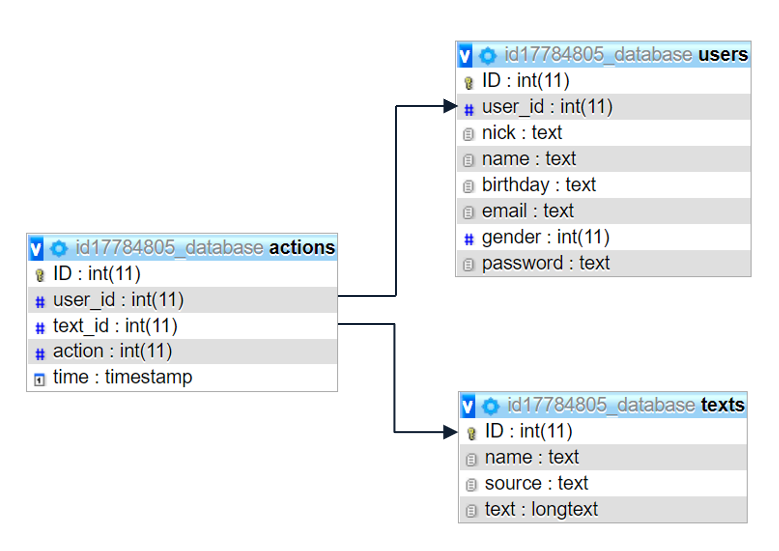 id17784805_database users
ID : int(11)
user_id : int(11)
nick : text
name : text
birthday : text
email : text
gender : int(11)
password : text
id17784805_database actions
ID : int(11)
user_id : int(11)
text_id : int(11)
action : int(11)
time : timestamp
id17784805_database texts
ID : int(11)
name : text
source : text
text : longtext